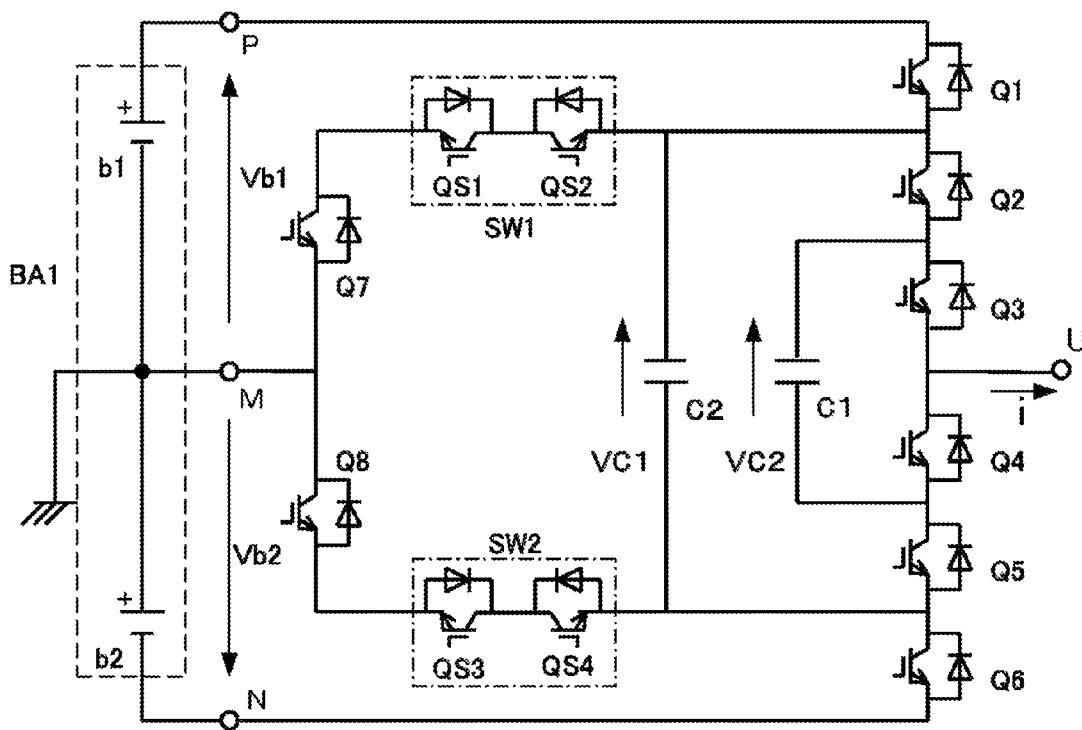 P
Q1
+
b1
Vb1
QS1
QS2
SW1
Q2
BA1
Q7
Q3
U
M
C2
C1
i
VC1
VC2
Q8
Q4
Vb2
SW2
Q5
+
b2
QS3
QS4
Q6
N